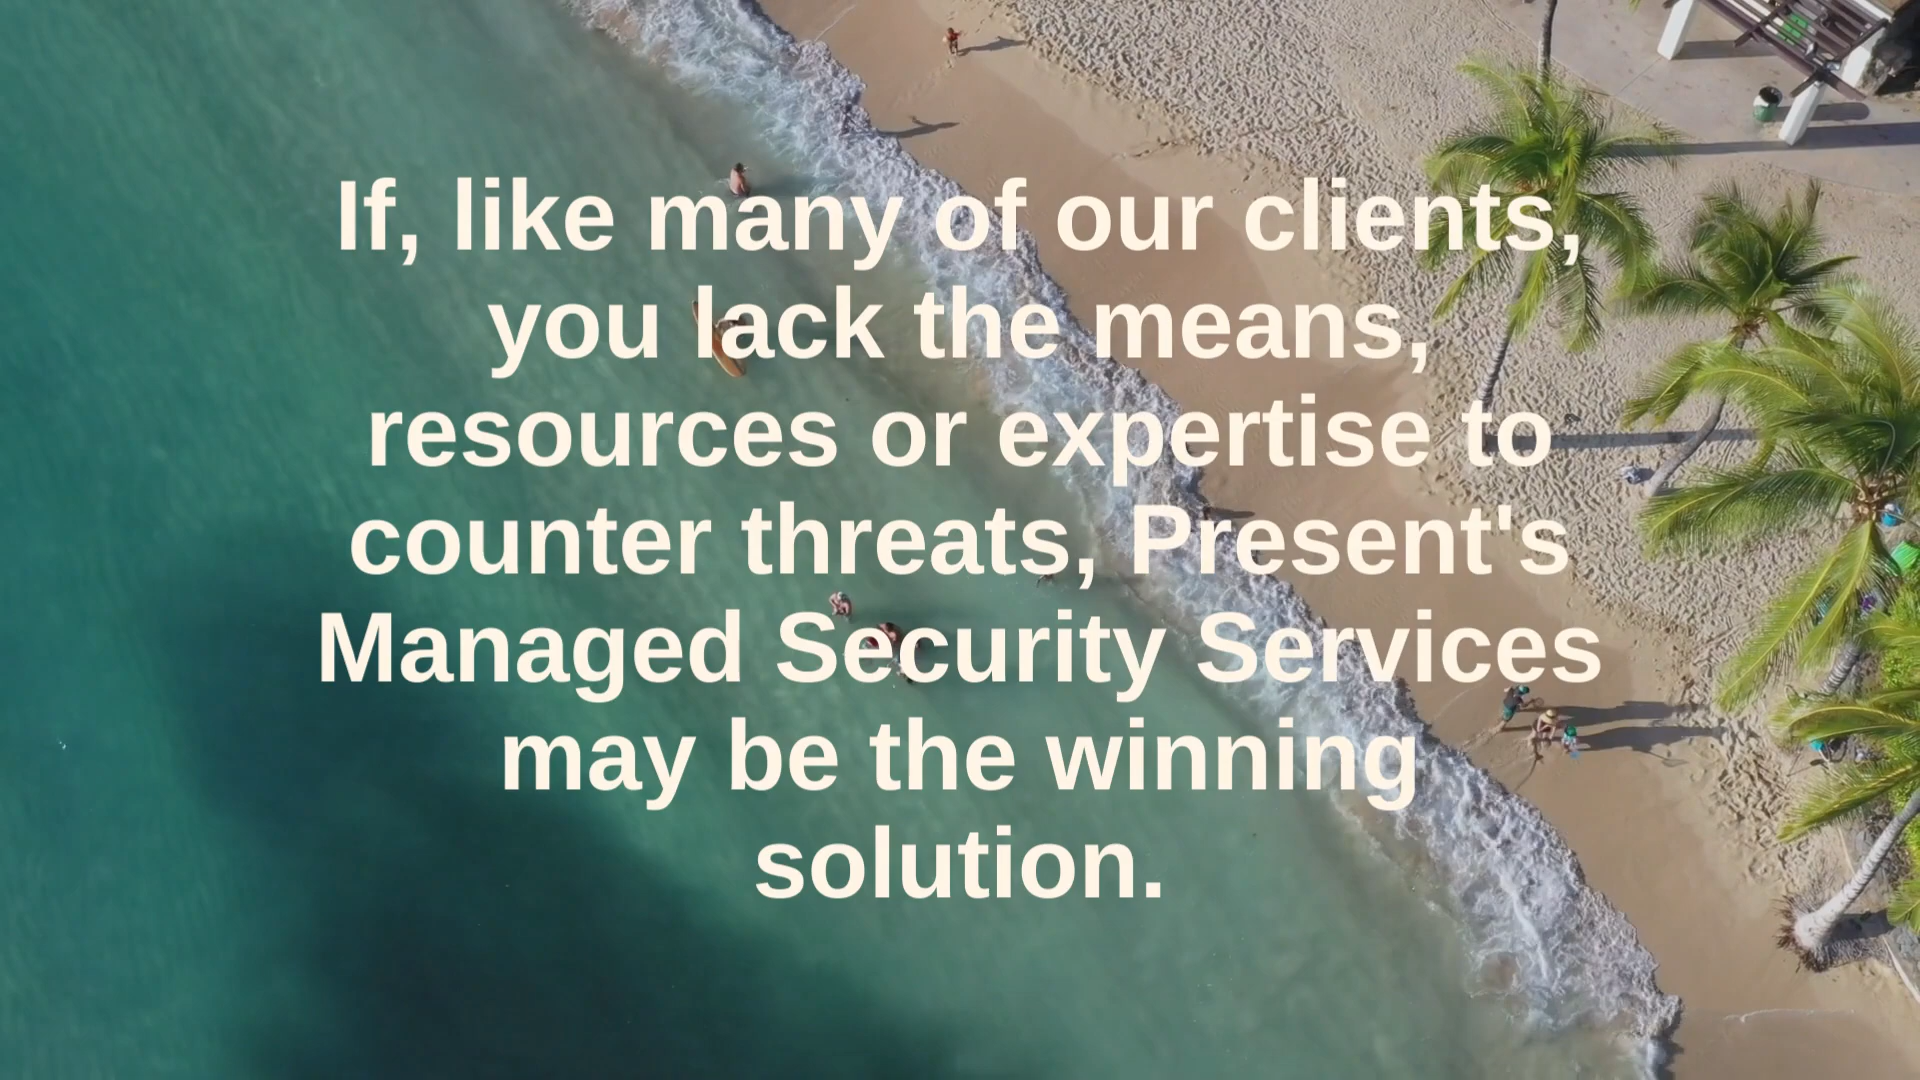 If, like many of our clients,
you lack the means,
resources or expertise to
counter threats, Present's
Managed Security Services
may be the winning
solution.